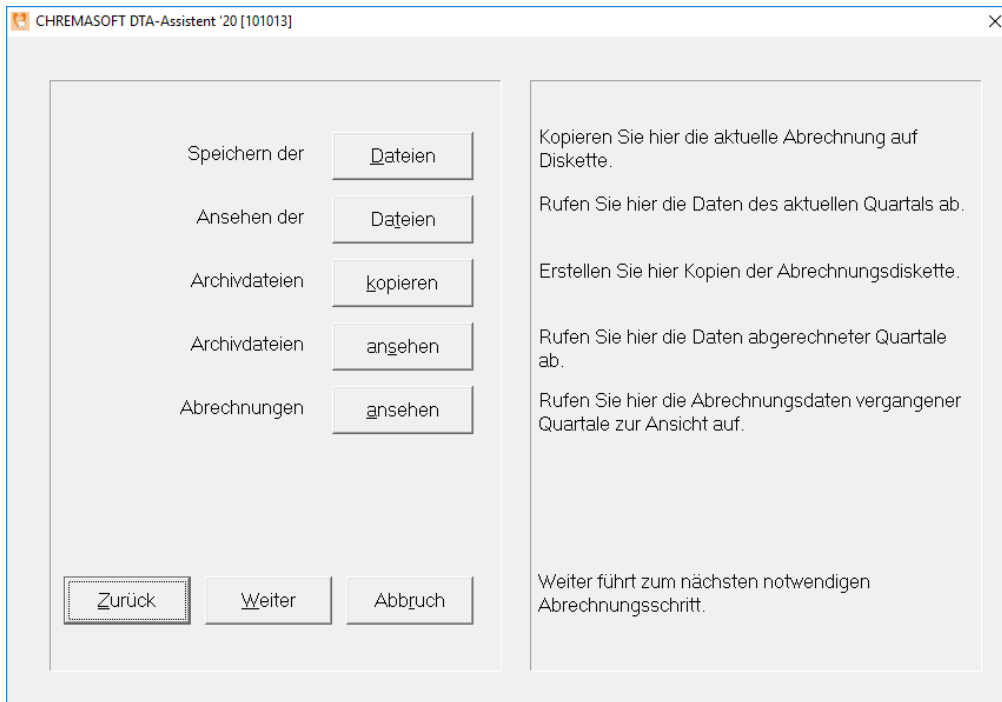 CHREMASOFT DTA-Assistent '20 [101013]
Speichern der Dateien
Kopieren Sie hier die aktuelle Abrechnung auf
Diskette.
Ansehen der Dateien
Rufen Sie hier die Daten des aktuellen Quartals ab.
Archivdateien kopieren
Erstellen Sie hier Kopien der Abrechnungsdiskette.
Archivdateien ansehen
Rufen Sie hier die Daten abgerechneter Quartale
ab.
Abrechnungen ansehen
Rufen Sie hier die Abrechnungsdaten vergangener
Quartale zur Ansicht auf.
Zurück Weiter Abbruch
Weiter führt zum nächsten notwendigen
Abrechnungsschritt.